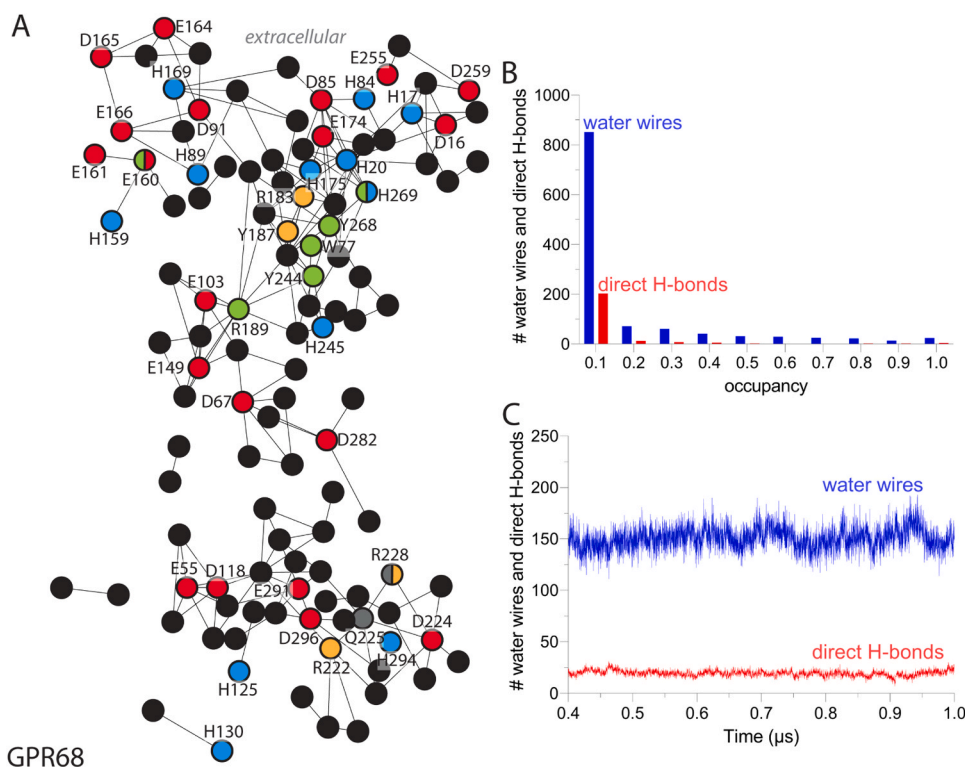 A
extracellular
E164
D165
H169
E255
D85
H84
D259
H17
E174
D16
E166
D91
H89
H20
E161
E160
H175
R183
H269
H159
Y187
Y268
W77
Y244
E103
R189
H245
E149
D67
D282
E55
D118
R228
E291
D224
D296
Q225
R222
H294
H125
H130
GPR68
B
# water wires and direct H-bonds
1000
800
600
400
200
0
water wires
direct H-bonds
0.1 0.2 0.3 0.4 0.5 0.6 0.7 0.8 0.9 1.0
occupancy
C
# water wires and direct H-bonds
250
200
150
100
50
0
water wires
direct H-bonds
0.4 0.5 0.6 0.7 0.8 0.9 1.0
Time (μs)